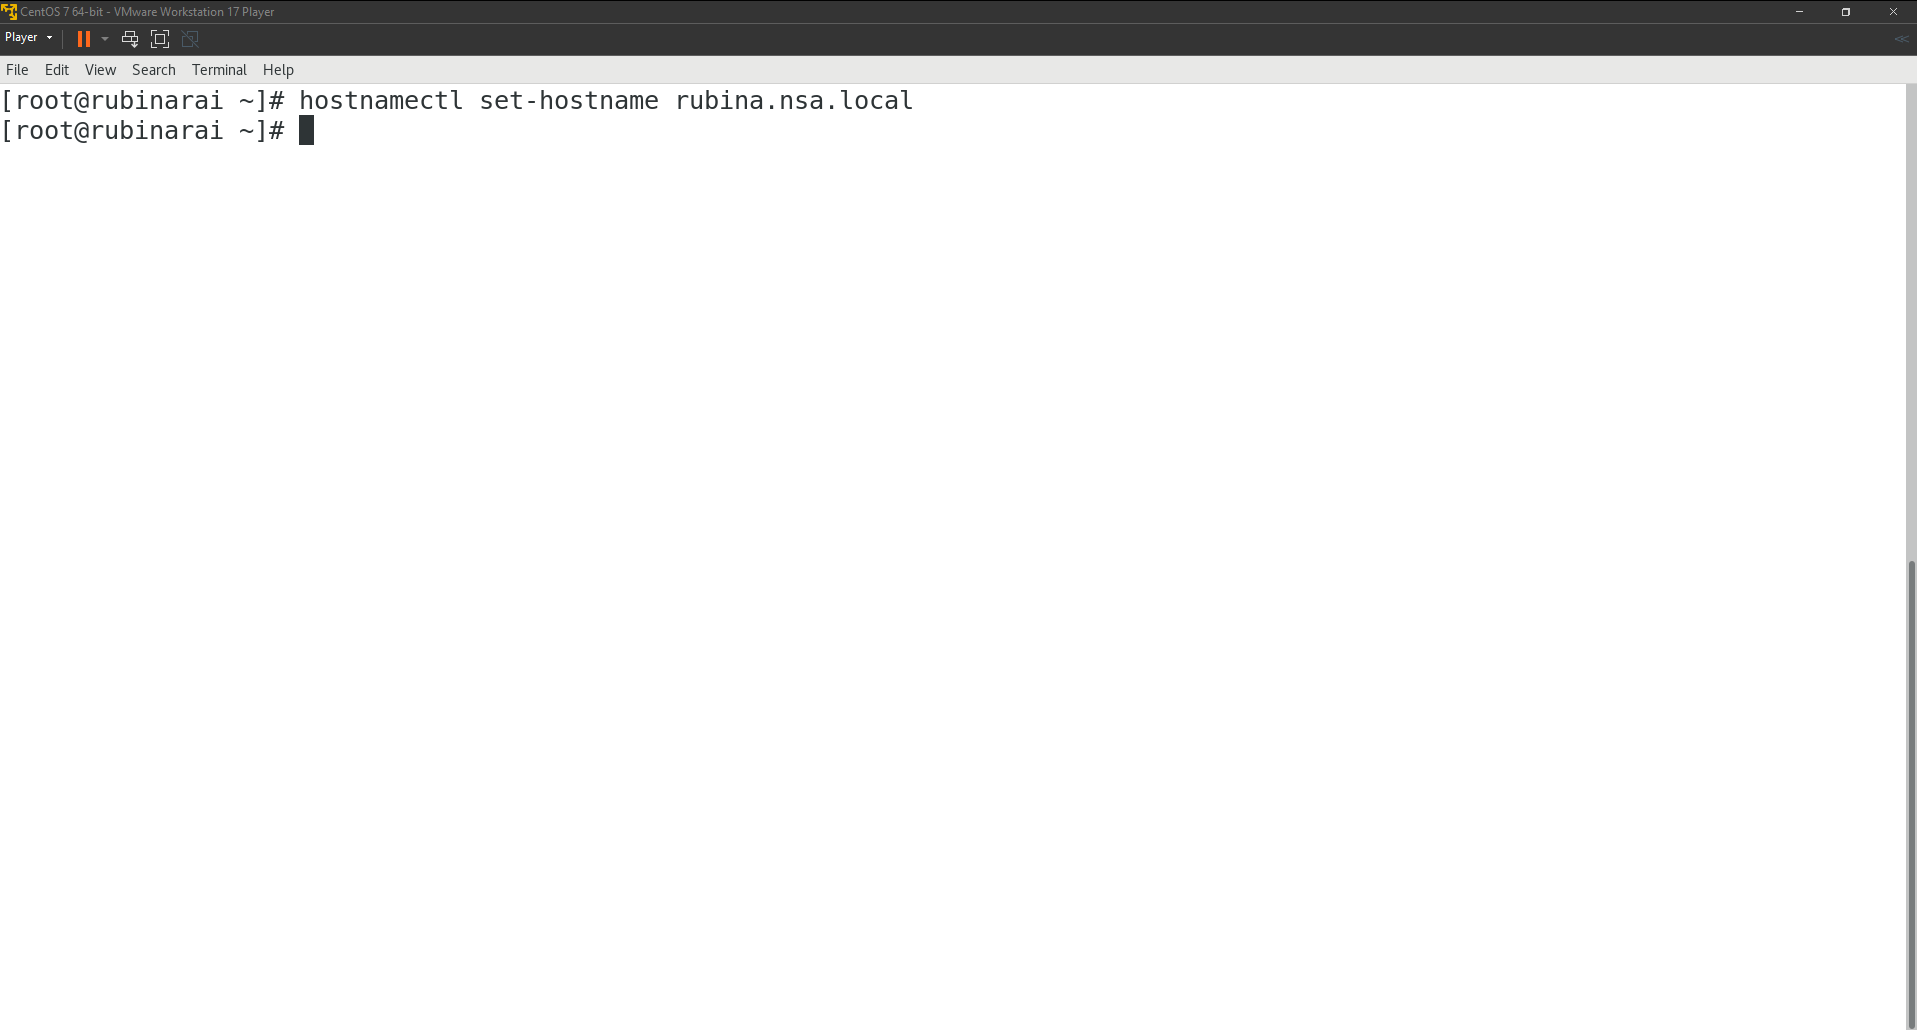 CentOS 7 64-bit - VMware Workstation 17 Player
Player
File Edit View Search Terminal Help
[root@rubinarai ~]# hostnamectl set-hostname rubina.nsa.local
[root@rubinarai ~]#